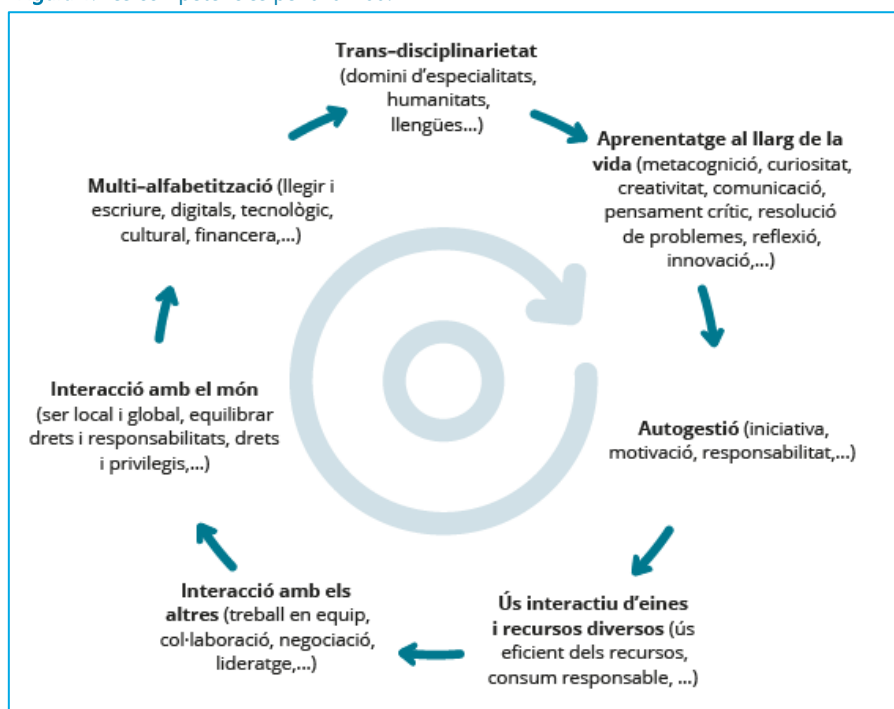 Trans–disciplinarietat
(domini d'especialitats,
humanitats,
llengües...)
Aprenentatge al llarg de la
vida (metacognició, curiositat,
creativitat, comunicació,
pensament crític, resolució
de problemes, reflexió,
innovació,...)
Autogestió (iniciativa,
motivació, responsabilitat,...)
Ús interactiu d'eines
i recursos diversos (ús
eficient dels recursos,
consum responsable, ...)
Interacció amb els
altres (treball en equip,
col·laboració, negociació,
lideratge,...)
Interacció amb el món
(ser local i global, equilibrar
drets i responsabilitats, drets
i privilegis,...)
Multi–alfabetització (llegir i
escriure, digitals, tecnològic,
cultural, financera,...)